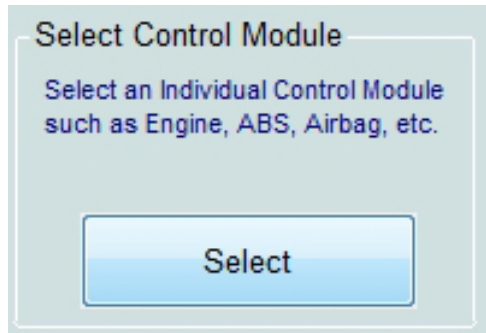 Select Control Module
Select an Individual Control Module
such as Engine, ABS, Airbag, etc.
Select